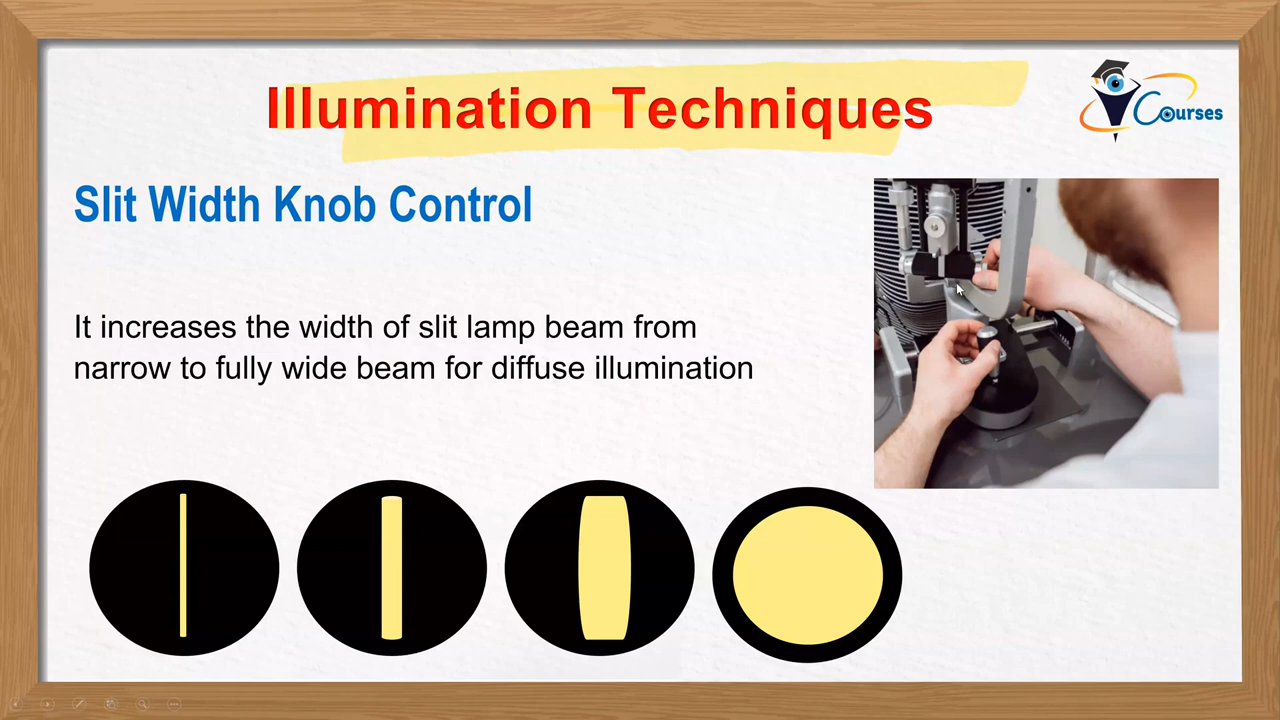 Illumination Techniques
Courses
Slit Width Knob Control
It increases the width of slit lamp beam from
narrow to fully wide beam for diffuse illumination